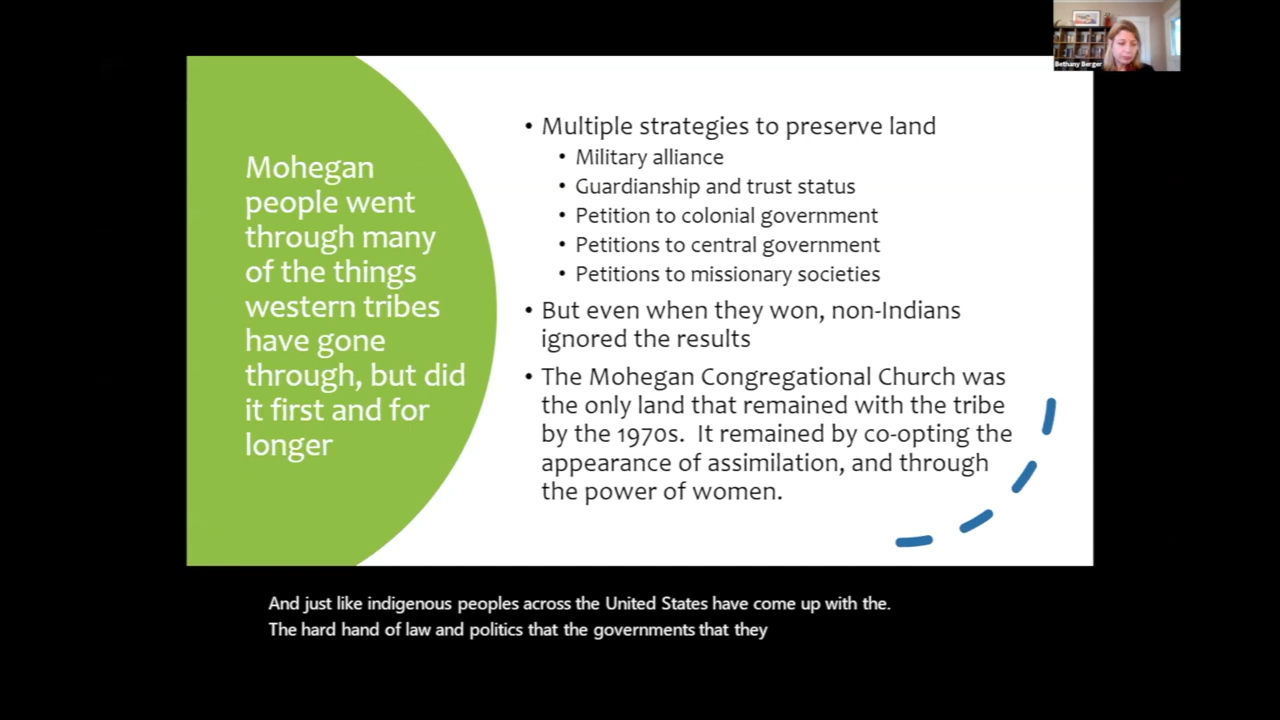 Bethany Berger
Mohegan
people went
through many
of the things
western tribes
have gone
through, but did
it first and for
longer
• Multiple strategies to preserve land
• Military alliance
• Guardianship and trust status
• Petition to colonial government
• Petitions to central government
• Petitions to missionary societies
• But even when they won, non-Indians
ignored the results
• The Mohegan Congregational Church was
the only land that remained with the tribe
by the 1970s.  It remained by co-opting the
appearance of assimilation, and through
the power of women.
And just like indigenous peoples across the United States have come up with the.
The hard hand of law and politics that the governments that they